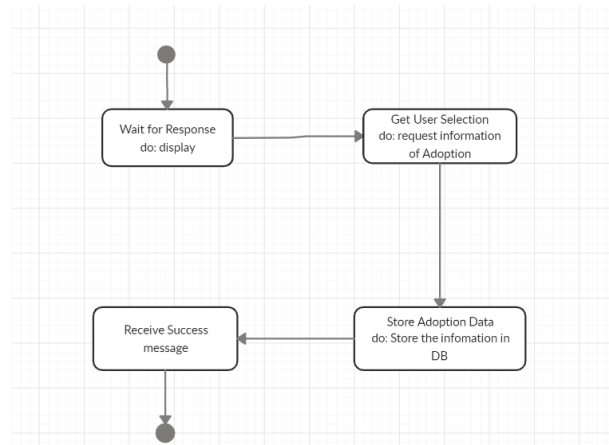 Wait for Response
do: display
Get User Selection
do: request information
of Adoption
Store Adoption Data
do: Store the infomation in
DB
Receive Success
message